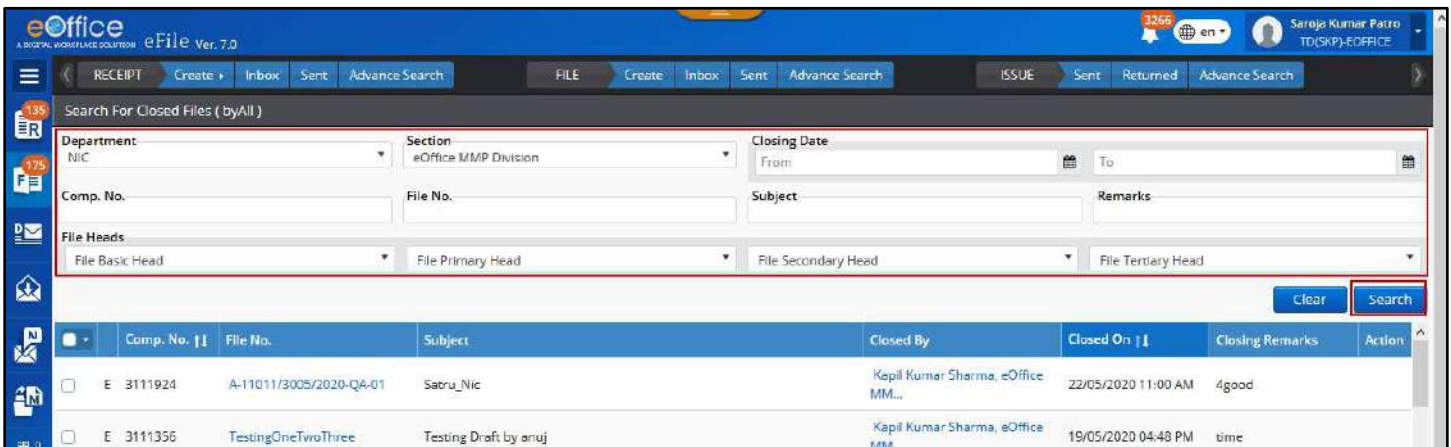 eOffice
A DIGITAL WORKPLACE SOLUTION eFile Ver. 7.0
3266 en Saroja Kumar Patro
TD(SKP)-EOFFICE
RECEIPT Create Inbox Sent Advance Search FILE Create Inbox Sent Advance Search ISSUE Sent Returned Advance Search
135 R
Search For Closed Files ( byAll )
Department Section Closing Date
NIC eOffice MMP Division From To
175 F
Comp. No. File No. Subject Remarks
D
File Heads
File Basic Head File Primary Head File Secondary Head File Tertiary Head
Clear Search
N
Comp. No. File No. Subject Closed By Closed On Closing Remarks Action
E 3111924 A-11011/3005/2020-QA-01 Satru_Nic Kapil Kumar Sharma, eOffice MM... 22/05/2020 11:00 AM 4good
M
E 3111356 TestingOneTwoThree Testing Draft by anuj Kapil Kumar Sharma, eOffice MM... 19/05/2020 04:48 PM time